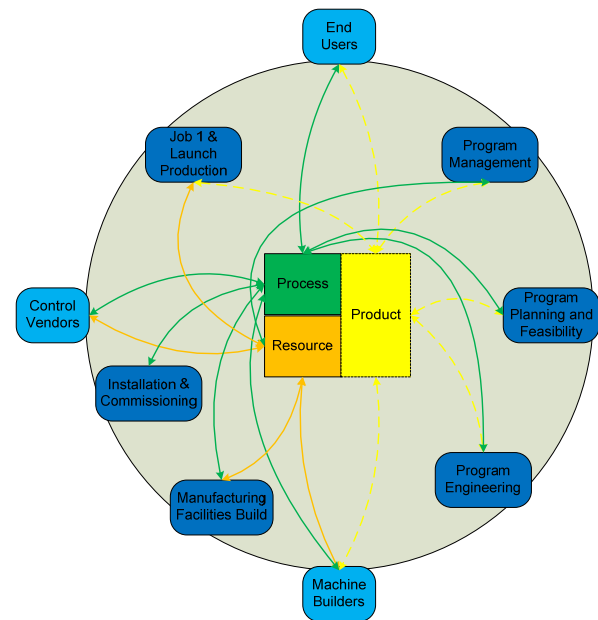 End
Users
Job 1 &
Launch
Production
Program
Management
Process
Product
Resource
Control
Vendors
Program
Planning and
Feasibility
Installation &
Commissioning
Program
Engineering
Manufacturing
Facilities Build
Machine
Builders